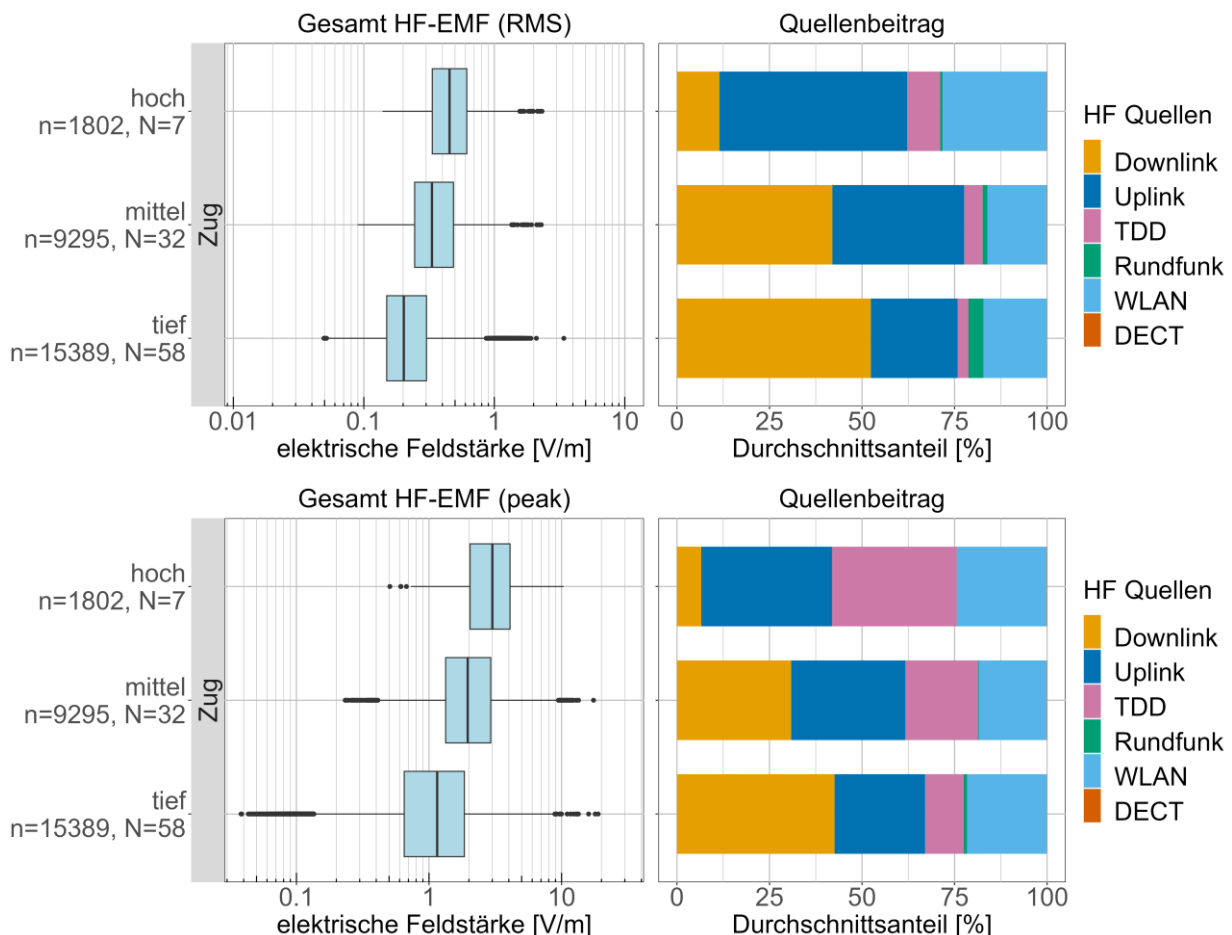 Gesamt HF-EMF (RMS)
Quellenbeitrag
hoch
n=1802, N=7
mittel
n=9295, N=32
tief
n=15389, N=58
Zug
0.01 0.1 1 10
elektrische Feldstärke [V/m]
0 25 50 75 100
Durchschnittsanteil [%]
HF Quellen
Downlink
Uplink
TDD
Rundfunk
WLAN
DECT
Gesamt HF-EMF (peak)
Quellenbeitrag
hoch
n=1802, N=7
mittel
n=9295, N=32
tief
n=15389, N=58
Zug
0.1 1 10
elektrische Feldstärke [V/m]
0 25 50 75 100
Durchschnittsanteil [%]
HF Quellen
Downlink
Uplink
TDD
Rundfunk
WLAN
DECT